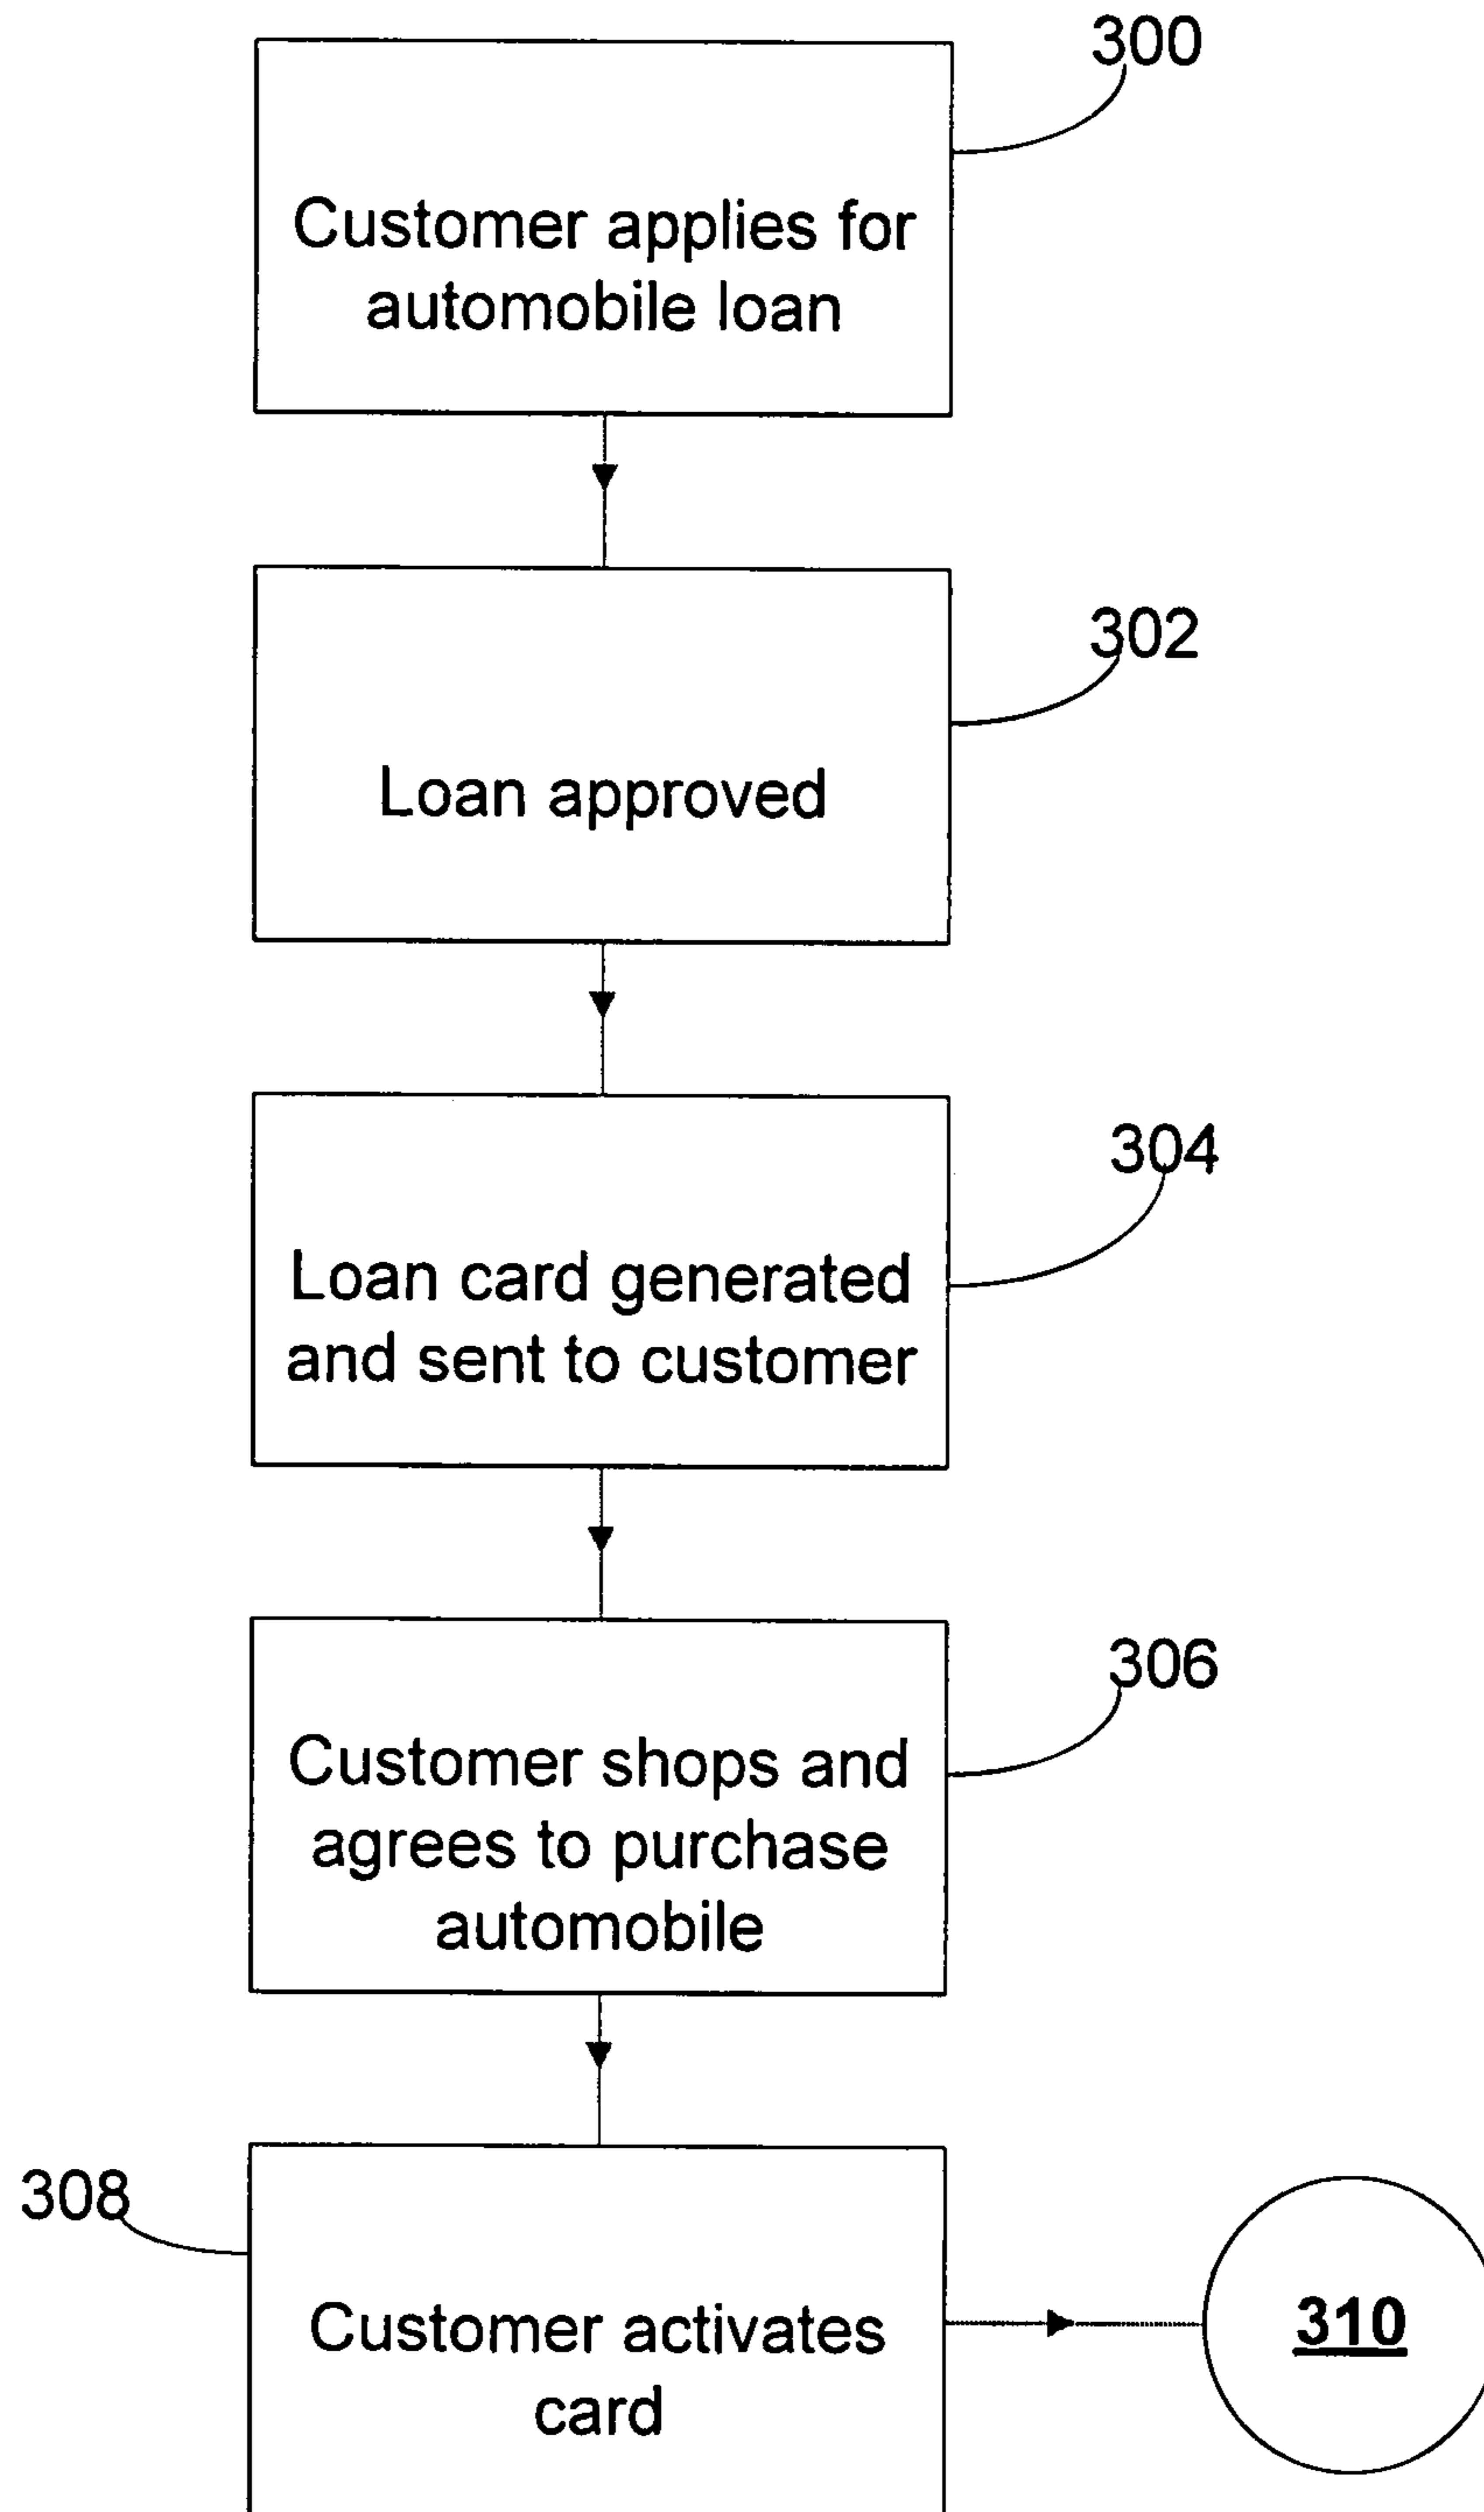 300
Customer applies for
automobile loan
302
Loan approved
304
Loan card generated
and sent to customer
306
Customer shops and
agrees to purchase
automobile
308
Customer activates
card
310